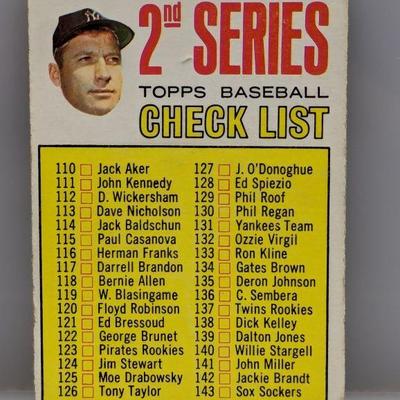 2nd SERIES
TOPPS BASEBALL
CHECK LIST
110 Jack Aker
111 John Kennedy
112 D. Wickersham
113 Dave Nicholson
114 Jack Baldschun
115 Paul Casanova
116 Herman Franks
117 Darrell Brandon
118 Bernie Allen
119 W. Blasingame
120 Floyd Robinson
121 Ed Bressoud
122 George Brunet
123 Pirates Rookies
124 Jim Stewart
125 Moe Drabowsky
126 Tony Taylor
127 J. O'Donoghue
128 Ed Spiezio
129 Phil Roof
130 Phil Regan
131 Yankees Team
132 Ozzie Virgil
133 Ron Kline
134 Gates Brown
135 Deron Johnson
136 C. Sembera
137 Twins Rookies
138 Dick Kelley
139 Dalton Jones
140 Willie Stargell
141 John Miller
142 Jackie Brandt
143 Sox Sockers